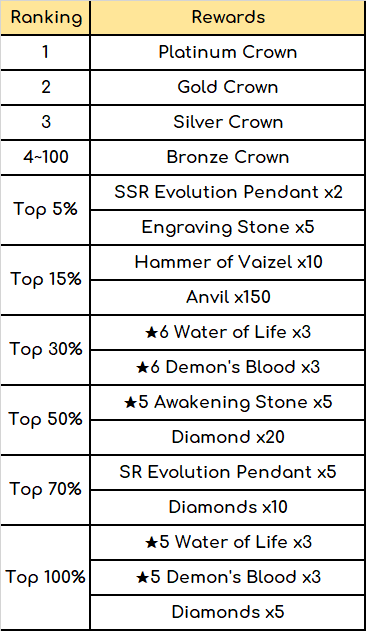 Ranking Rewards
1 Platinum Crown
2 Gold Crown
3 Silver Crown
4~100 Bronze Crown
Top 5%
SSR Evolution Pendant x2
Engraving Stone x5
Top 15%
Hammer of Vaizel x10
Anvil x150
Top 30%
★6 Water of Life x3
★6 Demon's Blood x3
Top 50%
★5 Awakening Stone x5
Diamond x20
Top 70%
SR Evolution Pendant x5
Diamonds x10
Top 100%
★5 Water of Life x3
★5 Demon's Blood x3
Diamonds x5